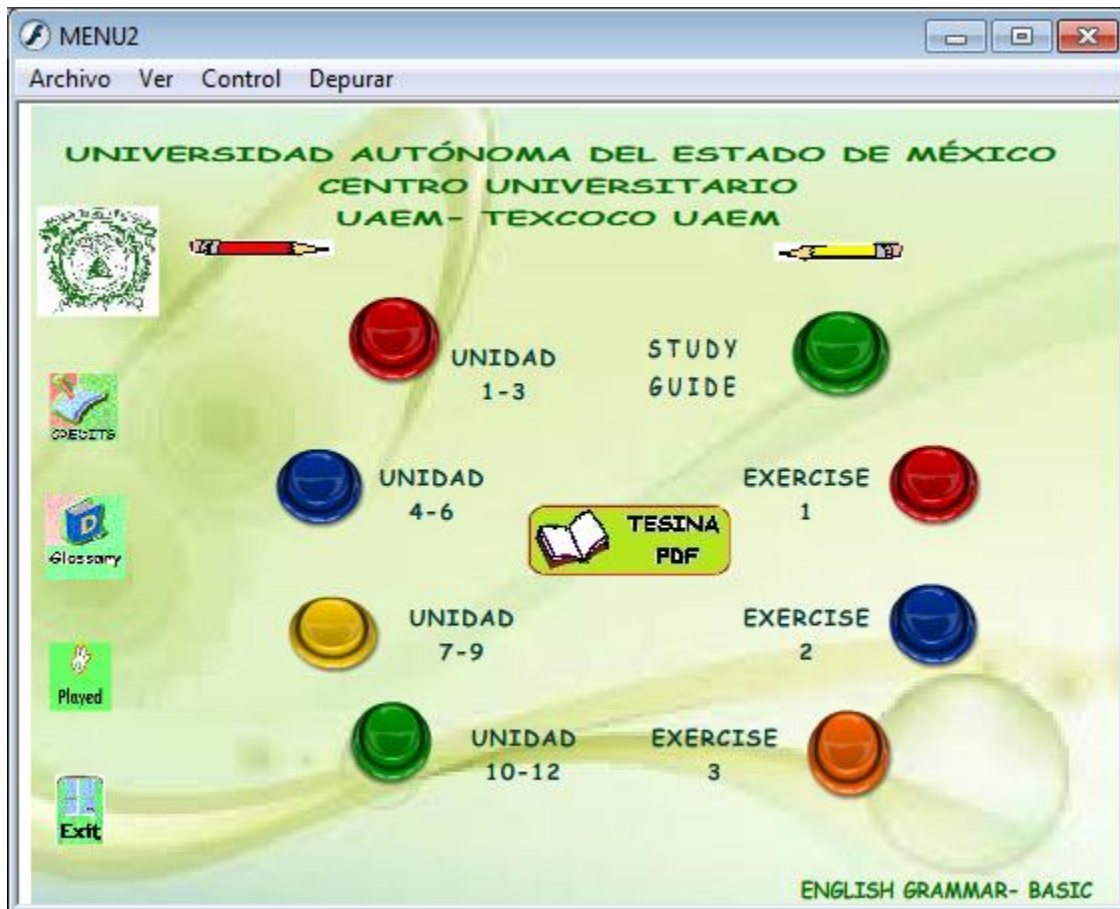 MENU2
Archivo Ver Control Depurar
UNIVERSIDAD AUTÓNOMA DEL ESTADO DE MÉXICO
CENTRO UNIVERSITARIO
UAEM- TEXCOCO UAEM
UNIDAD
1-3
STUDY
GUIDE
CREDITS
UNIDAD
4-6
EXERCISE
1
TESINA
PDF
Glossary
UNIDAD
7-9
EXERCISE
2
Played
UNIDAD
10-12
EXERCISE
3
Exit
ENGLISH GRAMMAR- BASIC